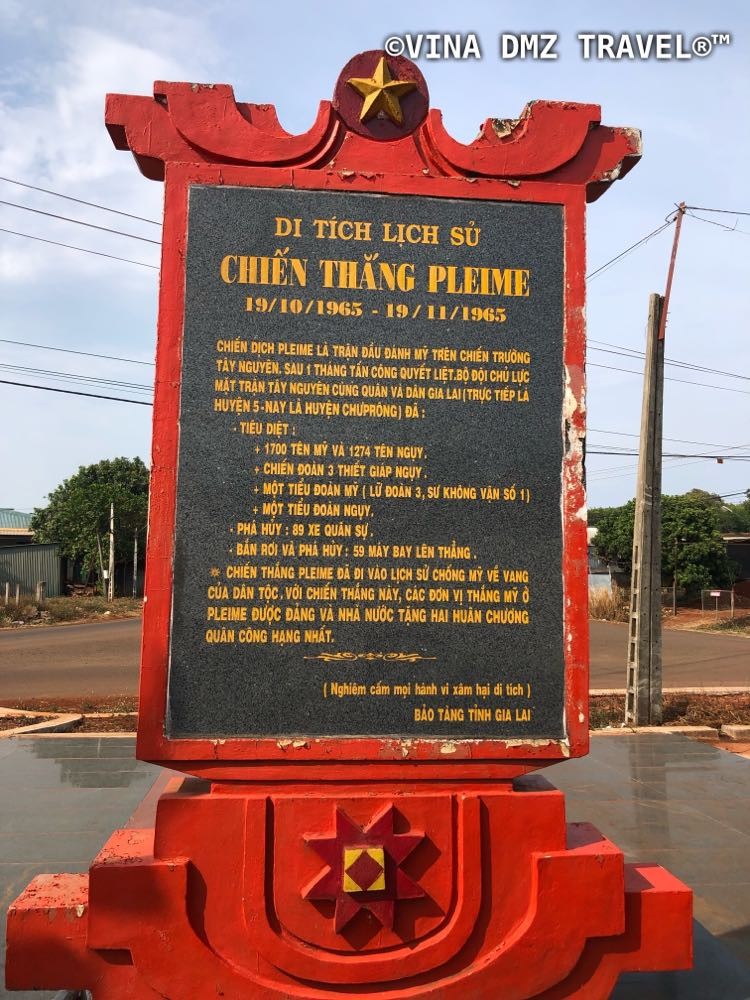 ©VINA DMZ TRAVEL®™
DI TÍCH LỊCH SỬ
CHIẾN THẮNG PLEIME
19/10/1965 - 19/11/1965
CHIẾN DỊCH PLEIME LÀ TRẬN ĐẦU ĐÁNH MỸ TRÊN CHIẾN TRƯỜNG
TÂY NGUYÊN. SAU 1 THÁNG TẤN CÔNG QUYẾT LIỆT.BỘ ĐỘI CHỦ LỰC
MẶT TRẬN TÂY NGUYÊN CÙNG QUÂN VÀ DÂN GIA LAI (TRỰC TIẾP LÀ
HUYỆN 5-NAY LÀ HUYỆN CHƯPRÔNG) ĐÃ :
- TIÊU DIỆT :
+ 1700 TÊN MỸ VÀ 1274 TÊN NGỤY.
+ CHIẾN ĐOÀN 3 THIẾT GIÁP NGỤY .
+ MỘT TIỂU ĐOÀN MỸ ( LỮ ĐOÀN 3, SƯ KHÔNG VẬN SỐ 1)
+ MỘT TIỂU ĐOÀN NGỤY.
- PHÁ HỦY : 89 XE QUÂN SỰ .
- BẮN RƠI VÀ PHÁ HỦY : 59 MÁY BAY LÊN THẲNG .
* CHIẾN THẮNG PLEIME ĐÃ ĐI VÀO LỊCH SỬ CHỐNG MỸ VẺ VANG
CỦA DÂN TỘC, VỚI CHIẾN THẮNG NÀY, CÁC ĐƠN VỊ THẮNG MỸ Ở
PLEIME ĐƯỢC ĐẢNG VÀ NHÀ NƯỚC TẶNG HAI HUÂN CHƯƠNG
QUÂN CÔNG HẠNG NHẤT.
( Nghiêm cấm mọi hành vi xâm hại di tích )
BẢO TÀNG TỈNH GIA LAI